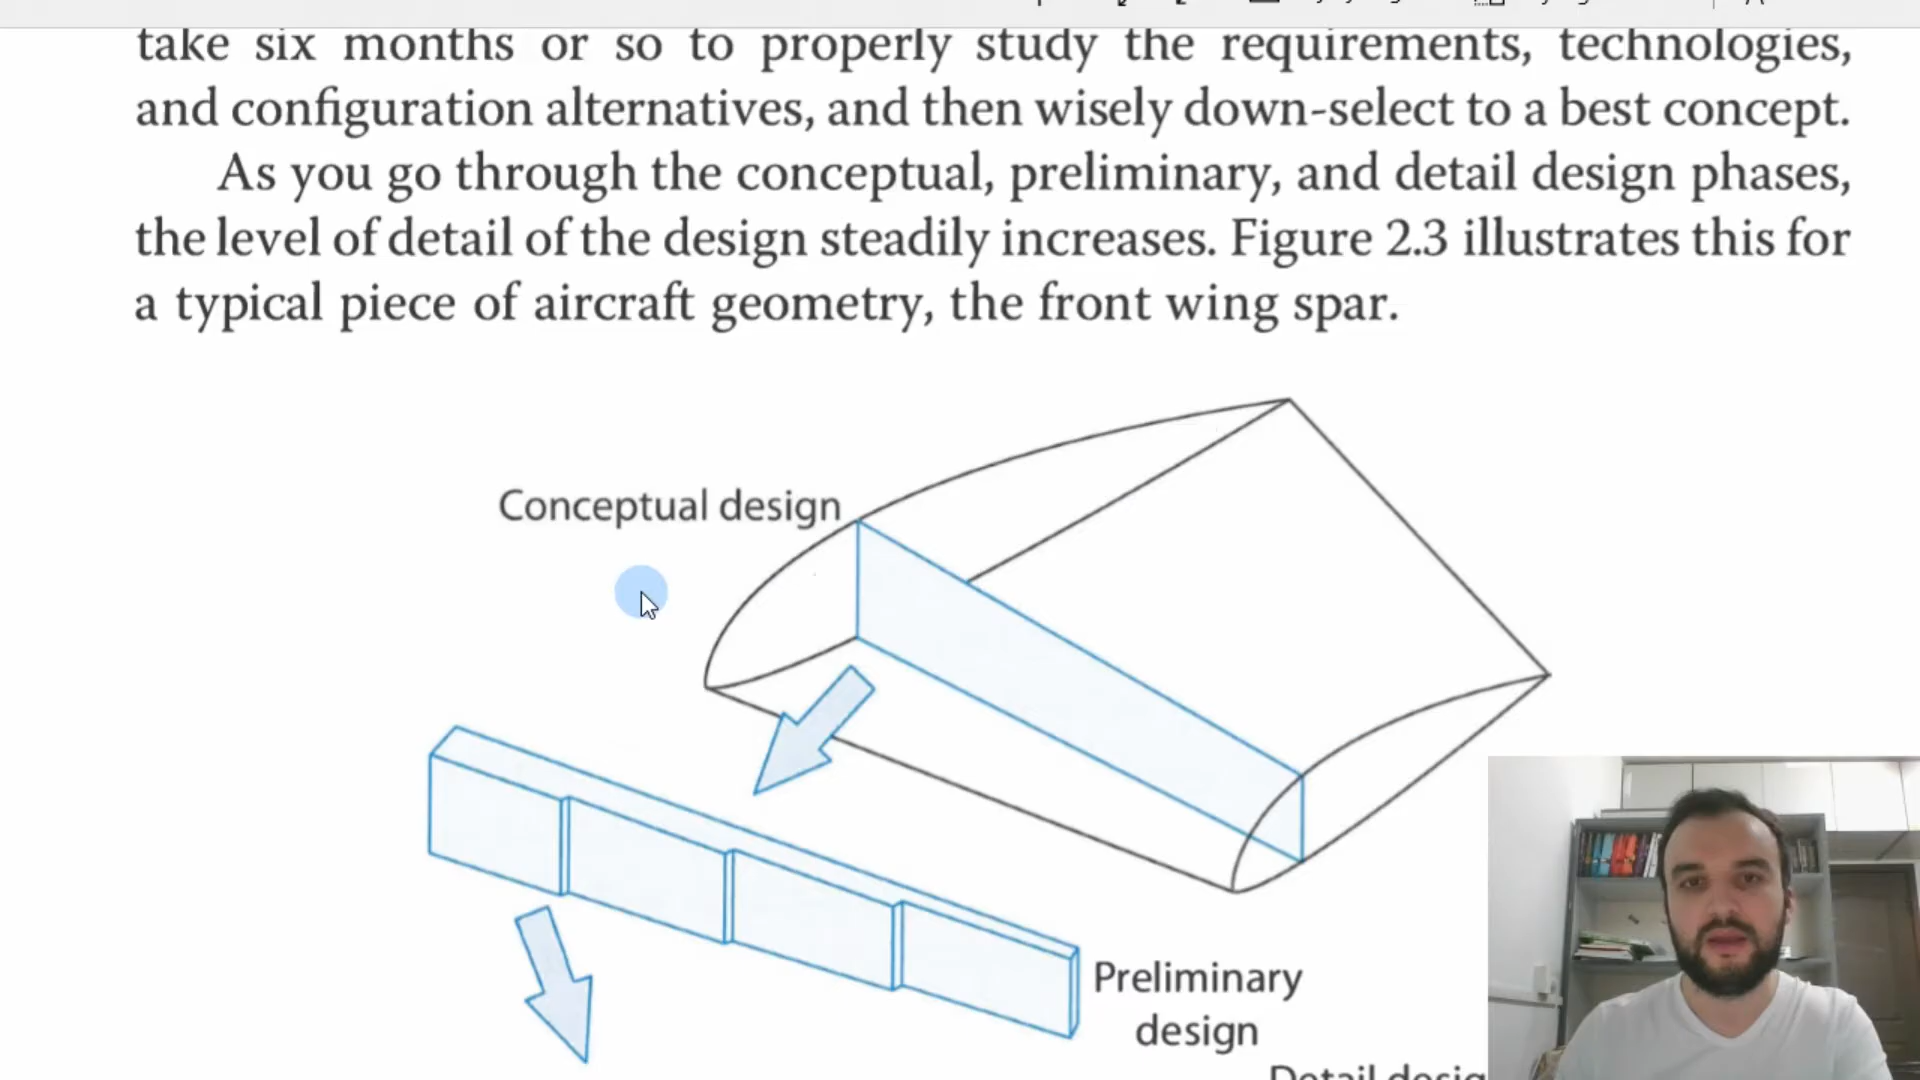 take six months or so to properly study the requirements, technologies,
and configuration alternatives, and then wisely down-select to a best concept.
As you go through the conceptual, preliminary, and detail design phases,
the level of detail of the design steadily increases. Figure 2.3 illustrates this for
a typical piece of aircraft geometry, the front wing spar.
Conceptual design
Preliminary
design
Detail desig